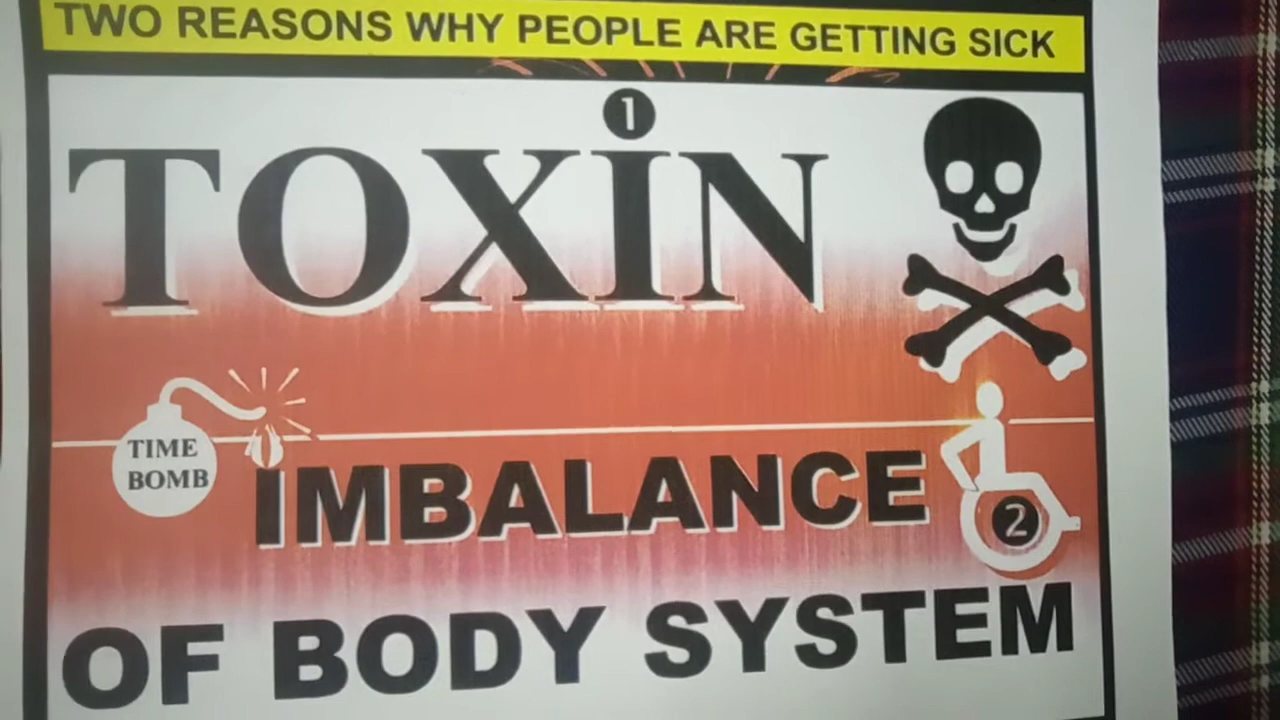 TWO REASONS WHY PEOPLE ARE GETTING SICK
1
TOXIN
TIME
BOMB
IMBALANCE
2
OF BODY SYSTEM